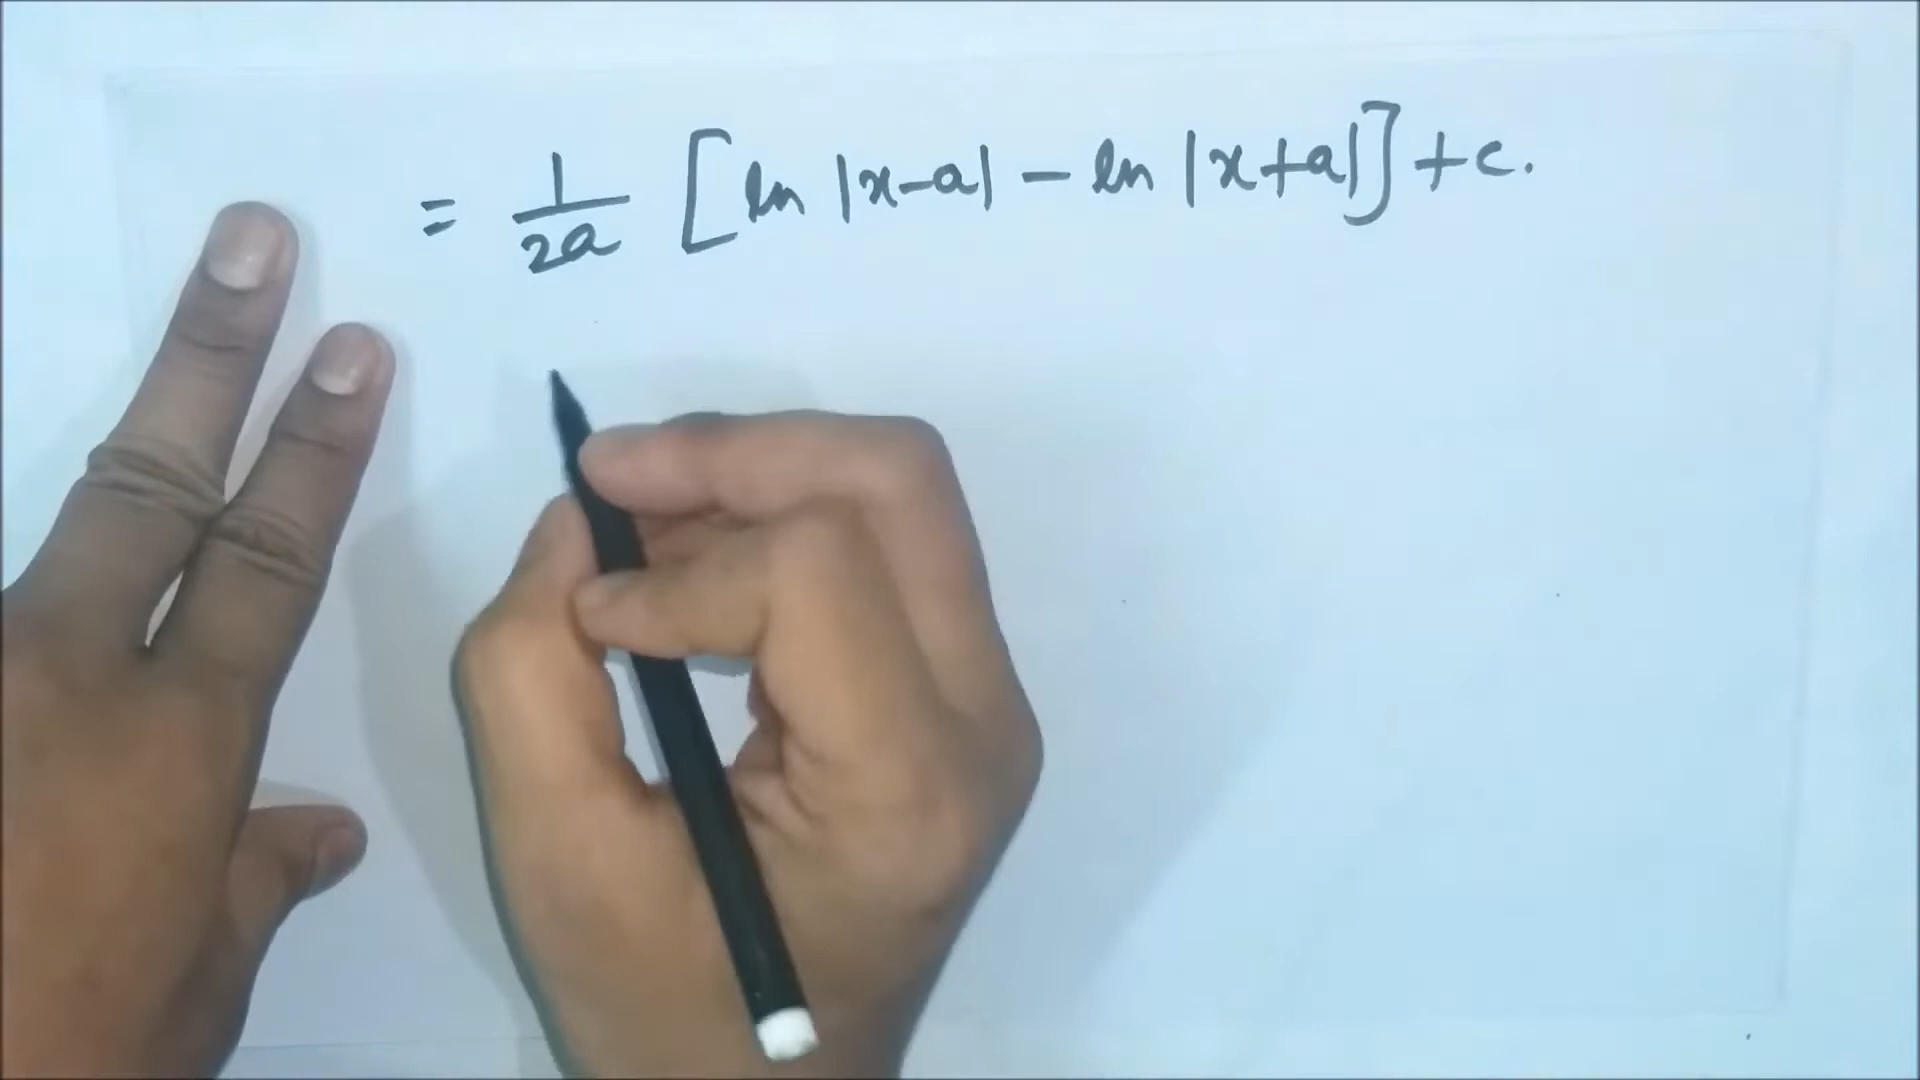 = 1/2a [ln |x-a| - ln |x+a|] + c.